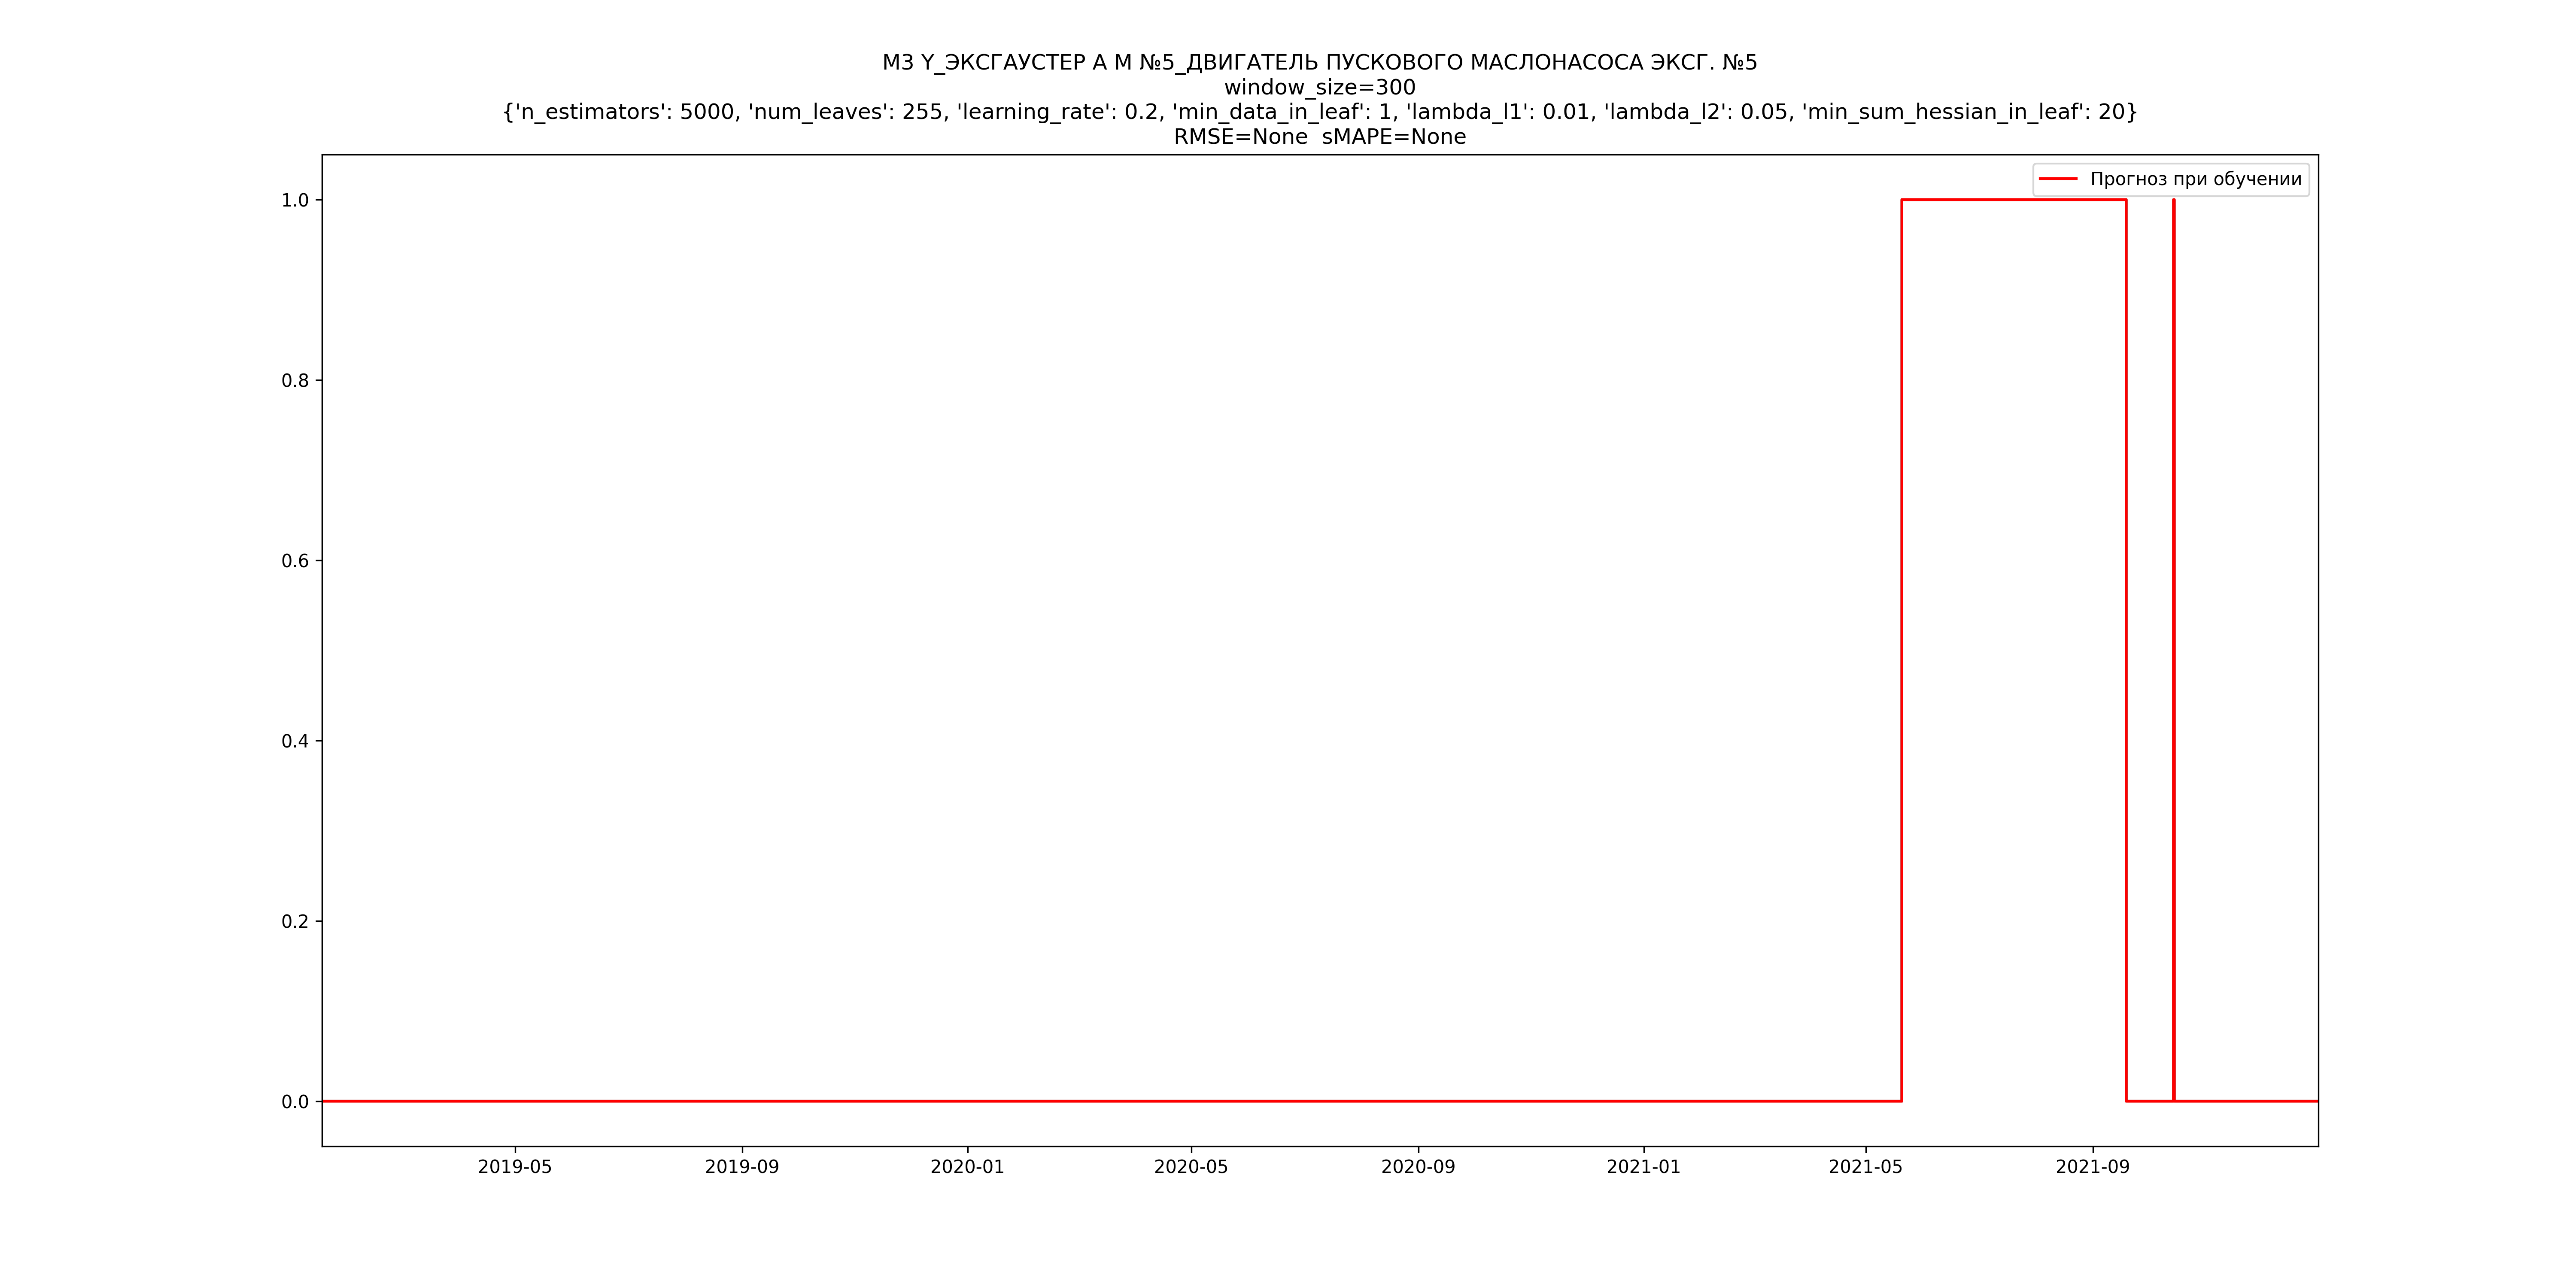 М3 Y_ЭКСГАУСТЕР А М №5_ДВИГАТЕЛЬ ПУСКОВОГО МАСЛОНАСОСА ЭКСГ. №5
window_size=300
{'n_estimators': 5000, 'num_leaves': 255, 'learning_rate': 0.2, 'min_data_in_leaf': 1, 'lambda_l1': 0.01, 'lambda_l2': 0.05, 'min_sum_hessian_in_leaf': 20}
RMSE=None  sMAPE=None
Прогноз при обучении
1.0
0.8
0.6
0.4
0.2
0.0
2019-05 2019-09 2020-01 2020-05 2020-09 2021-01 2021-05 2021-09